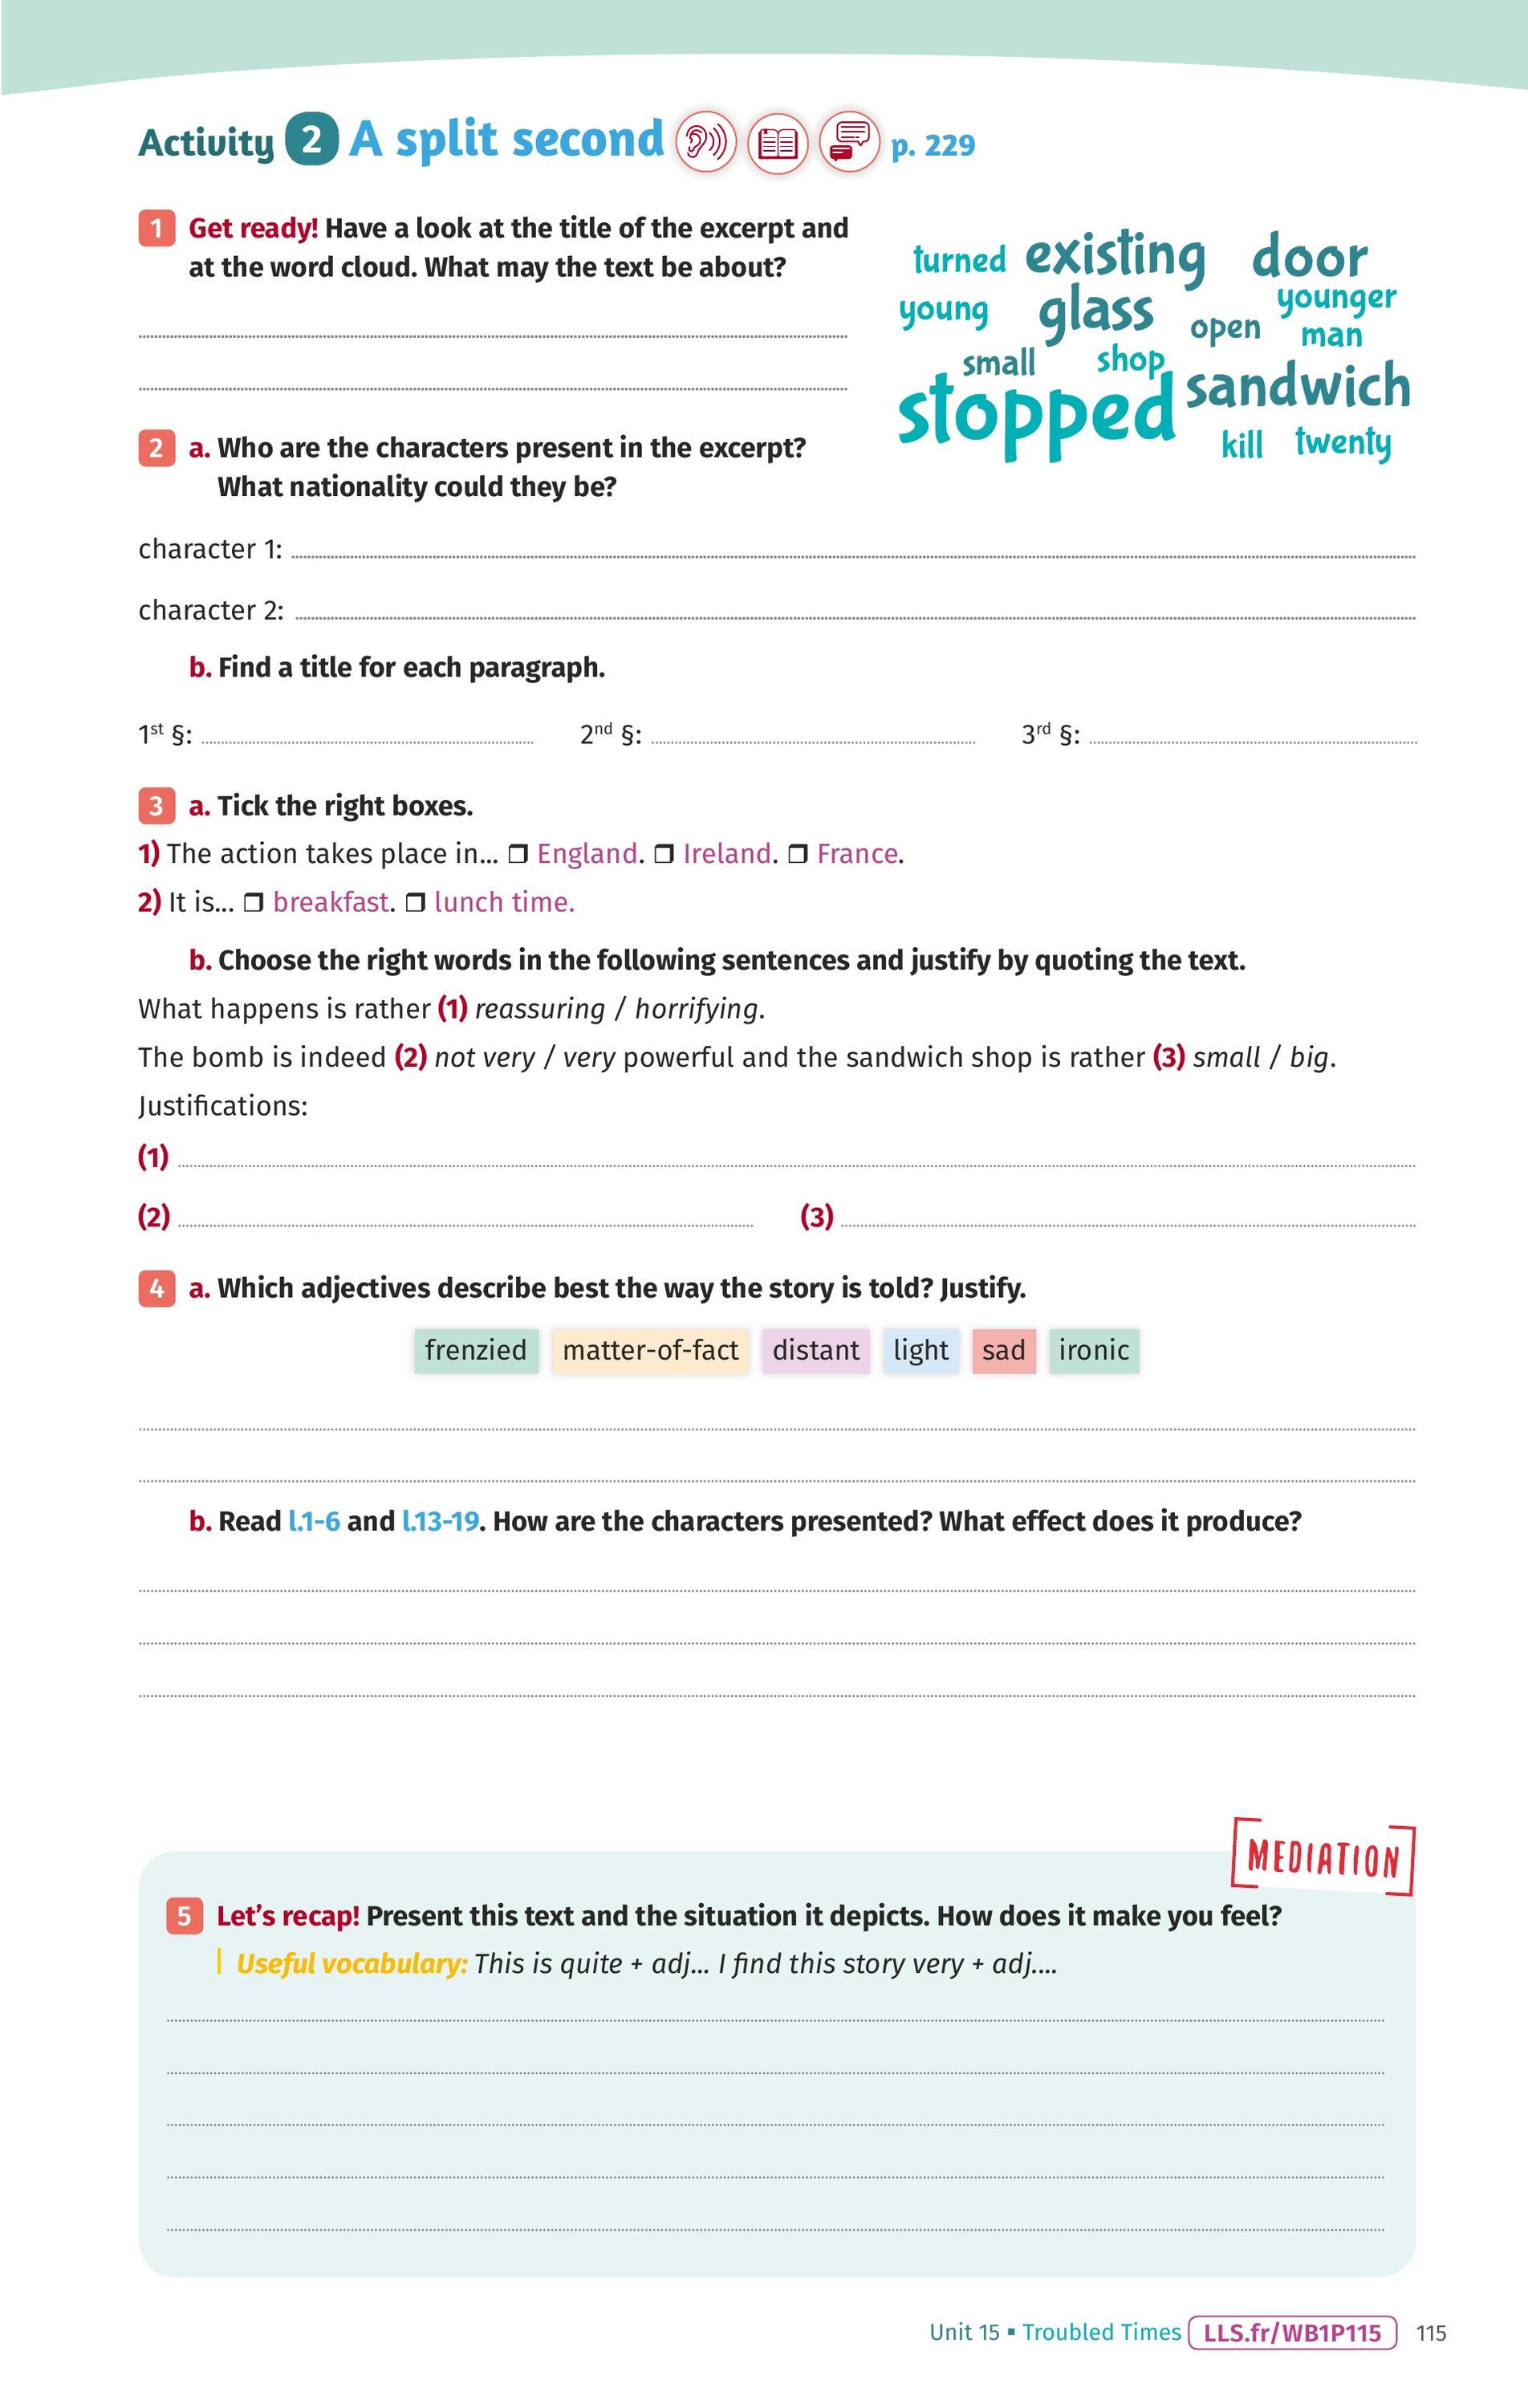 Activity 2 A split second p. 229
1 Get ready! Have a look at the title of the excerpt and
at the word cloud. What may the text be about?
turned existing door
young glass younger
open man
small shop
stopped sandwich
kill twenty
2 a. Who are the characters present in the excerpt?
What nationality could they be?
character 1:
character 2:
b. Find a title for each paragraph.
1st §: 2nd §: 3rd §:
3 a. Tick the right boxes.
1) The action takes place in... ❒ England. ❒ Ireland. ❒ France.
2) It is... ❒ breakfast. ❒ lunch time.
b. Choose the right words in the following sentences and justify by quoting the text.
What happens is rather (1) reassuring / horrifying.
The bomb is indeed (2) not very / very powerful and the sandwich shop is rather (3) small / big.
Justifications:
(1)
(2) (3)
4 a. Which adjectives describe best the way the story is told? Justify.
frenzied matter-of-fact distant light sad ironic
b. Read l.1-6 and l.13-19. How are the characters presented? What effect does it produce?
MEDIATION
5 Let's recap! Present this text and the situation it depicts. How does it make you feel?
Useful vocabulary: This is quite + adj... I find this story very + adj....
Unit 15 ▪ Troubled Times LLS.fr/WB1P115 115